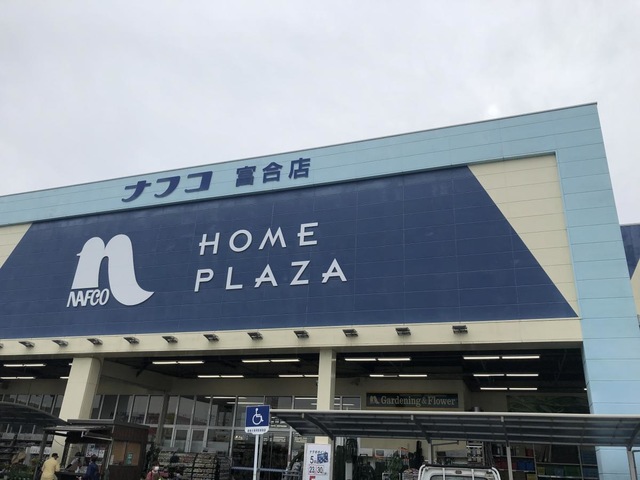 ナフコ 富合店
HOME
PLAZA
NAFCO
Gardening & Flower